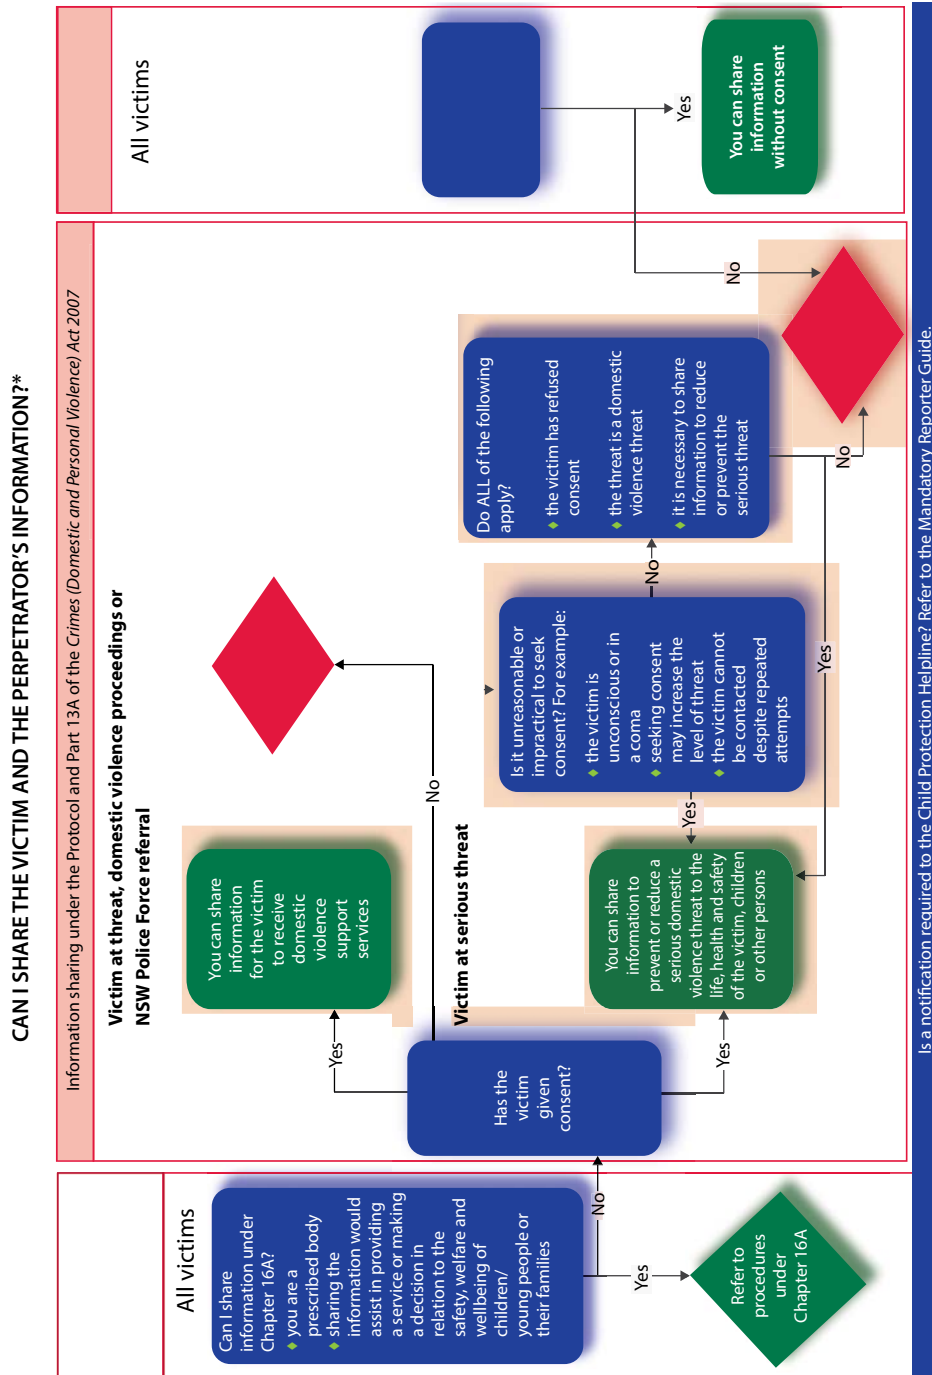 CAN I SHARE THE VICTIM AND THE PERPETRATOR'S INFORMATION?*
Information sharing under the Protocol and Part 13A of the Crimes (Domestic and Personal Violence) Act 2007
All victims
Can I share
information under
Chapter 16A?
♦ you are a
prescribed body
♦ sharing the
information would
assist in providing
a service or making
a decision in
relation to the
safety, welfare and
wellbeing of
children/
young people or
their families
Yes
No
Refer to
procedures
under
Chapter 16A
Victim at threat, domestic violence proceedings or
NSW Police Force referral
Has the
victim
given
consent?
Yes
You can share
information
for the victim
to receive
domestic
violence
support
services
No
Victim at serious threat
Yes
You can share
information to
prevent or reduce a
serious domestic
violence threat to the
life, health and safety
of the victim, children
or other persons
Is it unreasonable or
impractical to seek
consent? For example:
♦ the victim is
unconscious or in
a coma
♦ seeking consent
may increase the
level of threat
♦ the victim cannot
be contacted
despite repeated
attempts
Yes
No
Do ALL of the following
apply?
♦ the victim has refused
consent
♦ the threat is a domestic
violence threat
♦ it is necessary to share
information to reduce
or prevent the
serious threat
Yes
No
All victims
No
Yes
You can share
information
without consent
Is a notification required to the Child Protection Helpline? Refer to the Mandatory Reporter Guide.